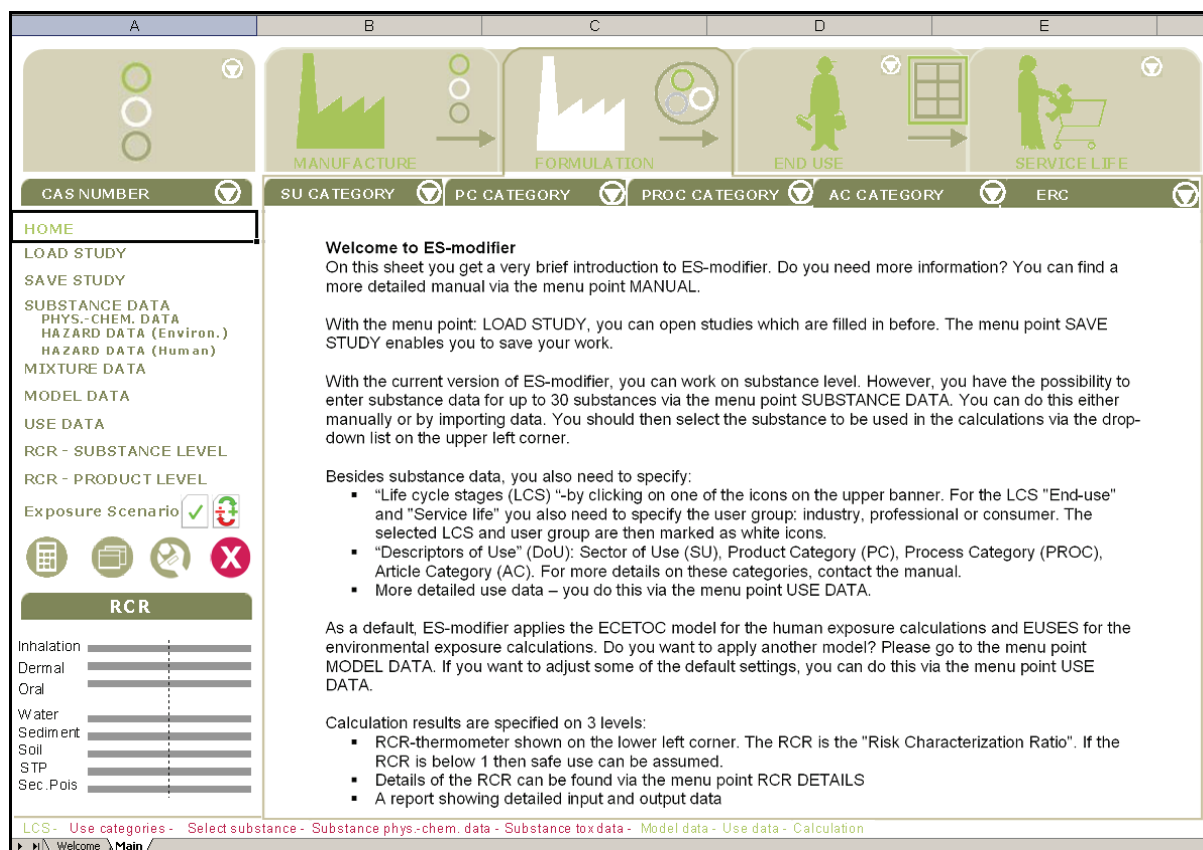 A B C D E
MANUFACTURE FORMULATION END USE SERVICE LIFE
CAS NUMBER SU CATEGORY PC CATEGORY PROC CATEGORY AC CATEGORY ERC
HOME
LOAD STUDY
SAVE STUDY
SUBSTANCE DATA
PHYS.-CHEM. DATA
HAZARD DATA (Environ.)
HAZARD DATA (Human)
MIXTURE DATA
MODEL DATA
USE DATA
RCR - SUBSTANCE LEVEL
RCR - PRODUCT LEVEL
Exposure Scenario
X
RCR
Inhalation
Dermal
Oral
Water
Sediment
Soil
STP
Sec.Pois
Welcome to ES-modifier
On this sheet you get a very brief introduction to ES-modifier. Do you need more information? You can find a
more detailed manual via the menu point MANUAL.
With the menu point: LOAD STUDY, you can open studies which are filled in before. The menu point SAVE
STUDY enables you to save your work.
With the current version of ES-modifier, you can work on substance level. However, you have the possibility to
enter substance data for up to 30 substances via the menu point SUBSTANCE DATA. You can do this either
manually or by importing data. You should then select the substance to be used in the calculations via the drop-
down list on the upper left corner.
Besides substance data, you also need to specify:
▪ “Life cycle stages (LCS) “-by clicking on one of the icons on the upper banner. For the LCS "End-use"
and "Service life" you also need to specify the user group: industry, professional or consumer. The
selected LCS and user group are then marked as white icons.
▪ “Descriptors of Use” (DoU): Sector of Use (SU), Product Category (PC), Process Category (PROC),
Article Category (AC). For more details on these categories, contact the manual.
▪ More detailed use data – you do this via the menu point USE DATA.
As a default, ES-modifier applies the ECETOC model for the human exposure calculations and EUSES for the
environmental exposure calculations. Do you want to apply another model? Please go to the menu point
MODEL DATA. If you want to adjust some of the default settings, you can do this via the menu point USE
DATA.
Calculation results are specified on 3 levels:
▪ RCR-thermometer shown on the lower left corner. The RCR is the "Risk Characterization Ratio". If the
RCR is below 1 then safe use can be assumed.
▪ Details of the RCR can be found via the menu point RCR DETAILS
▪ A report showing detailed input and output data
LCS - Use categories - Select substance - Substance phys.-chem. data - Substance tox data - Model data - Use data - Calculation
Welcome Main